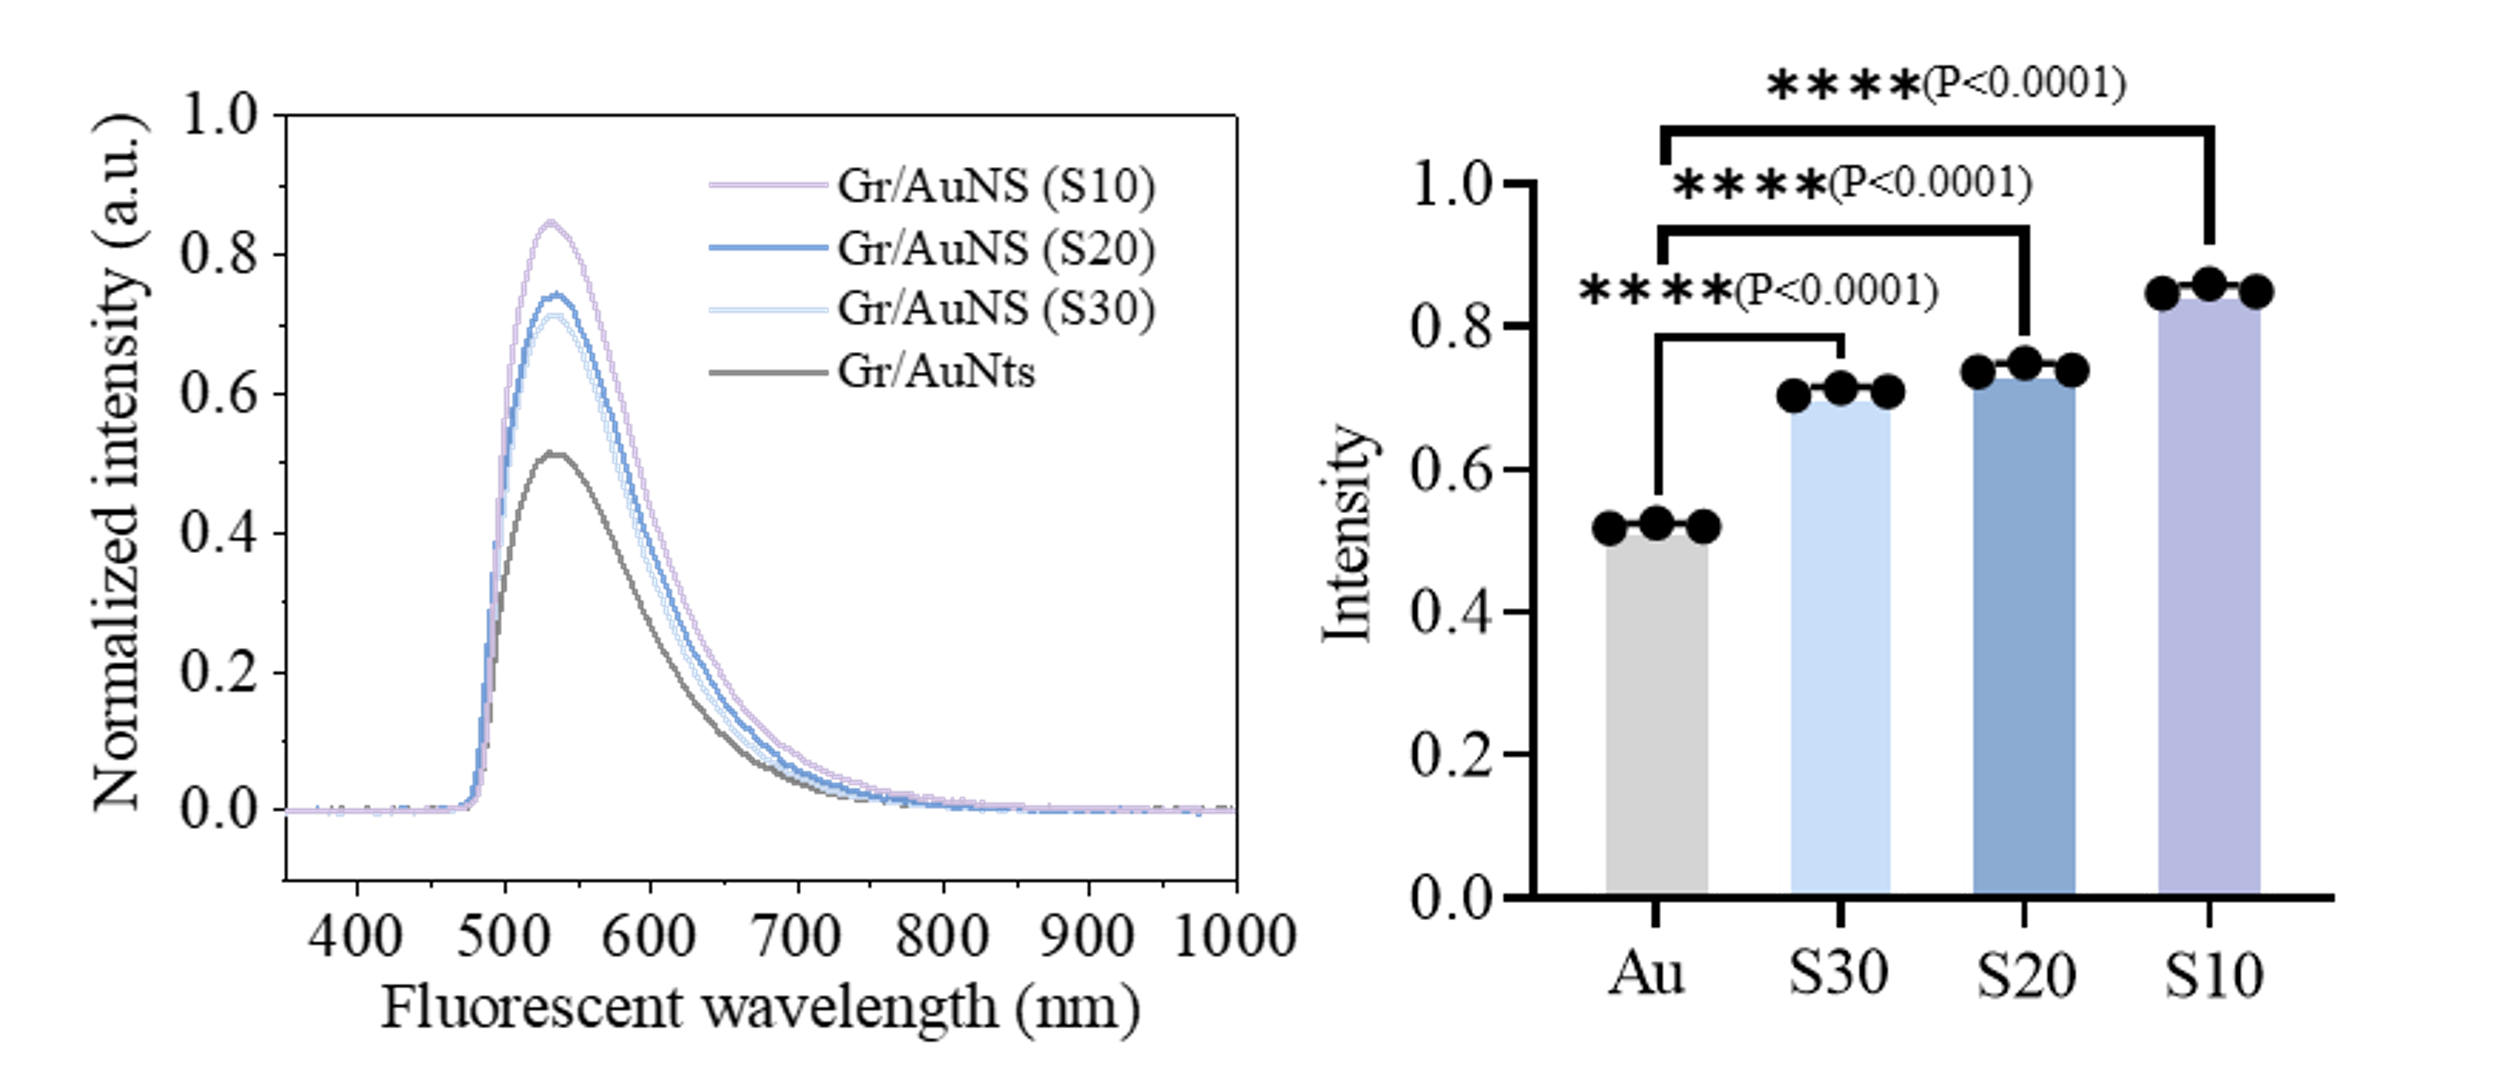 Normalized intensity (a.u.)
1.0
0.8
0.6
0.4
0.2
0.0
Gr/AuNS (S10)
Gr/AuNS (S20)
Gr/AuNS (S30)
Gr/AuNts
400 500 600 700 800 900 1000
Fluorescent wavelength (nm)
****(P<0.0001)
****(P<0.0001)
****(P<0.0001)
Intensity
1.0
0.8
0.6
0.4
0.2
0.0
Au S30 S20 S10